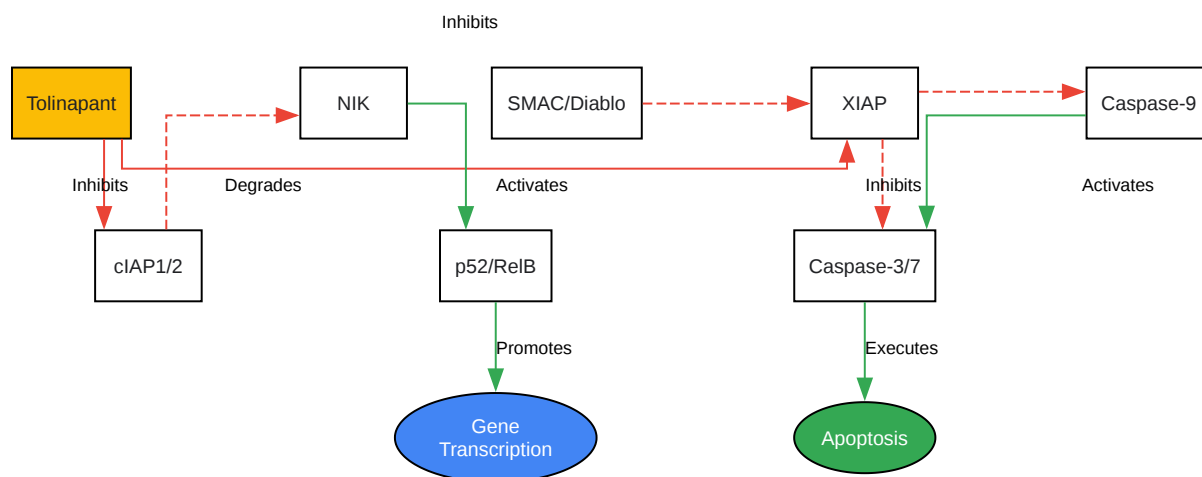 Inhibits
Tolinapant
NIK
SMAC/Diablo
XIAP
Caspase-9
Inhibits
Degrades
Activates
Inhibits
Activates
cIAP1/2
p52/RelB
Caspase-3/7
Promotes
Executes
Gene
Transcription
Apoptosis